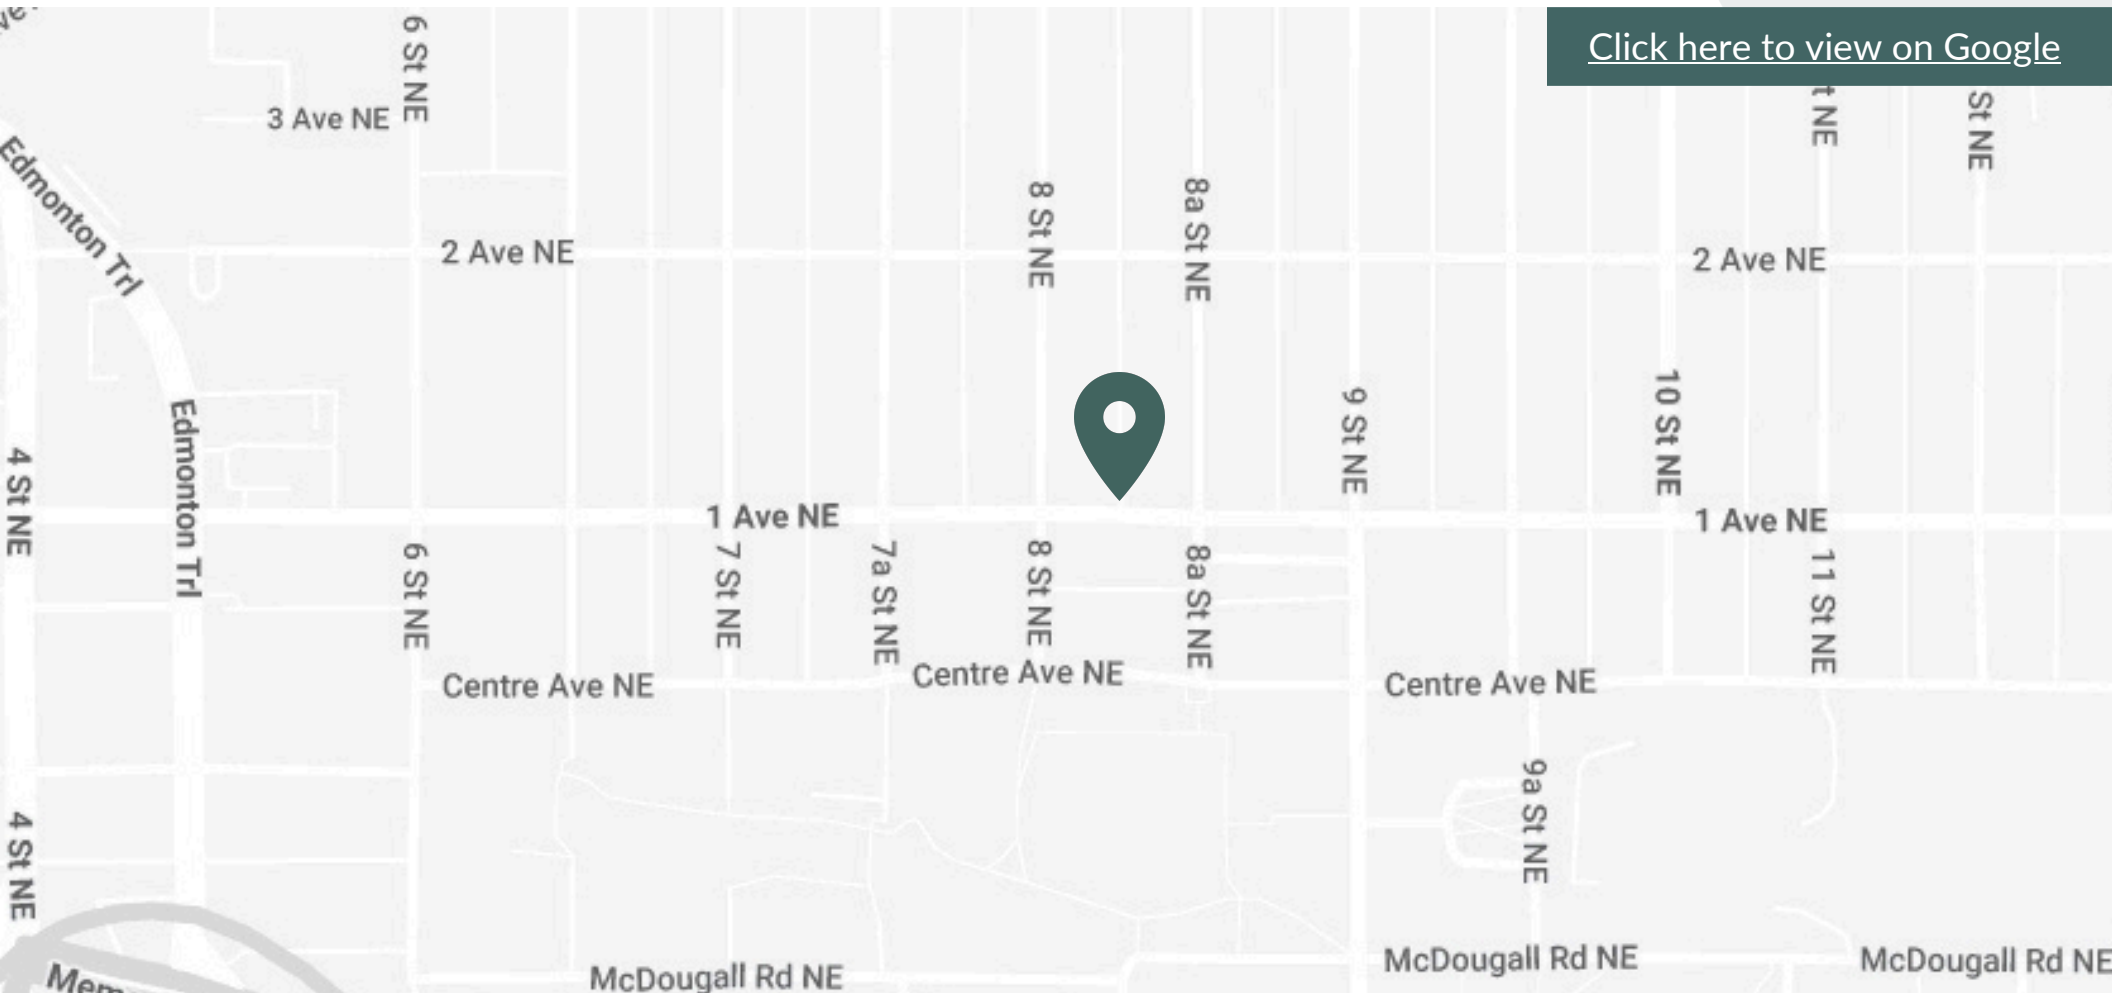 Click here to view on Google
6 St NE
3 Ave NE
t NE
St NE
Edmonton Trl
8 St NE
8a St NE
2 Ave NE
2 Ave NE
9 St NE
10 St NE
Edmonton Trl
4 St NE
1 Ave NE
1 Ave NE
6 St NE
7 St NE
7a St NE
8 St NE
8a St NE
11 St NE
Centre Ave NE
Centre Ave NE
Centre Ave NE
9a St NE
4 St NE
McDougall Rd NE
McDougall Rd NE
McDougall Rd NE